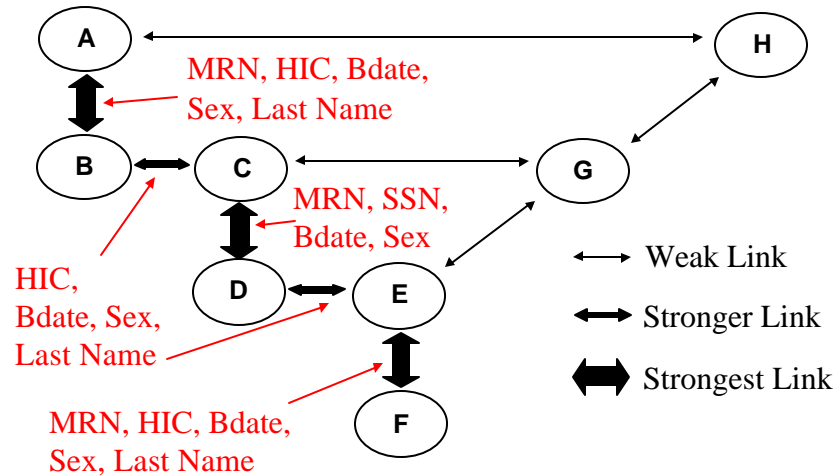 A
H
MRN, HIC, Bdate,
Sex, Last Name
B
C
G
MRN, SSN,
Bdate, Sex
Weak Link
HIC,
Bdate, Sex,
Last Name
D
E
Stronger Link
Strongest Link
MRN, HIC, Bdate,
Sex, Last Name
F